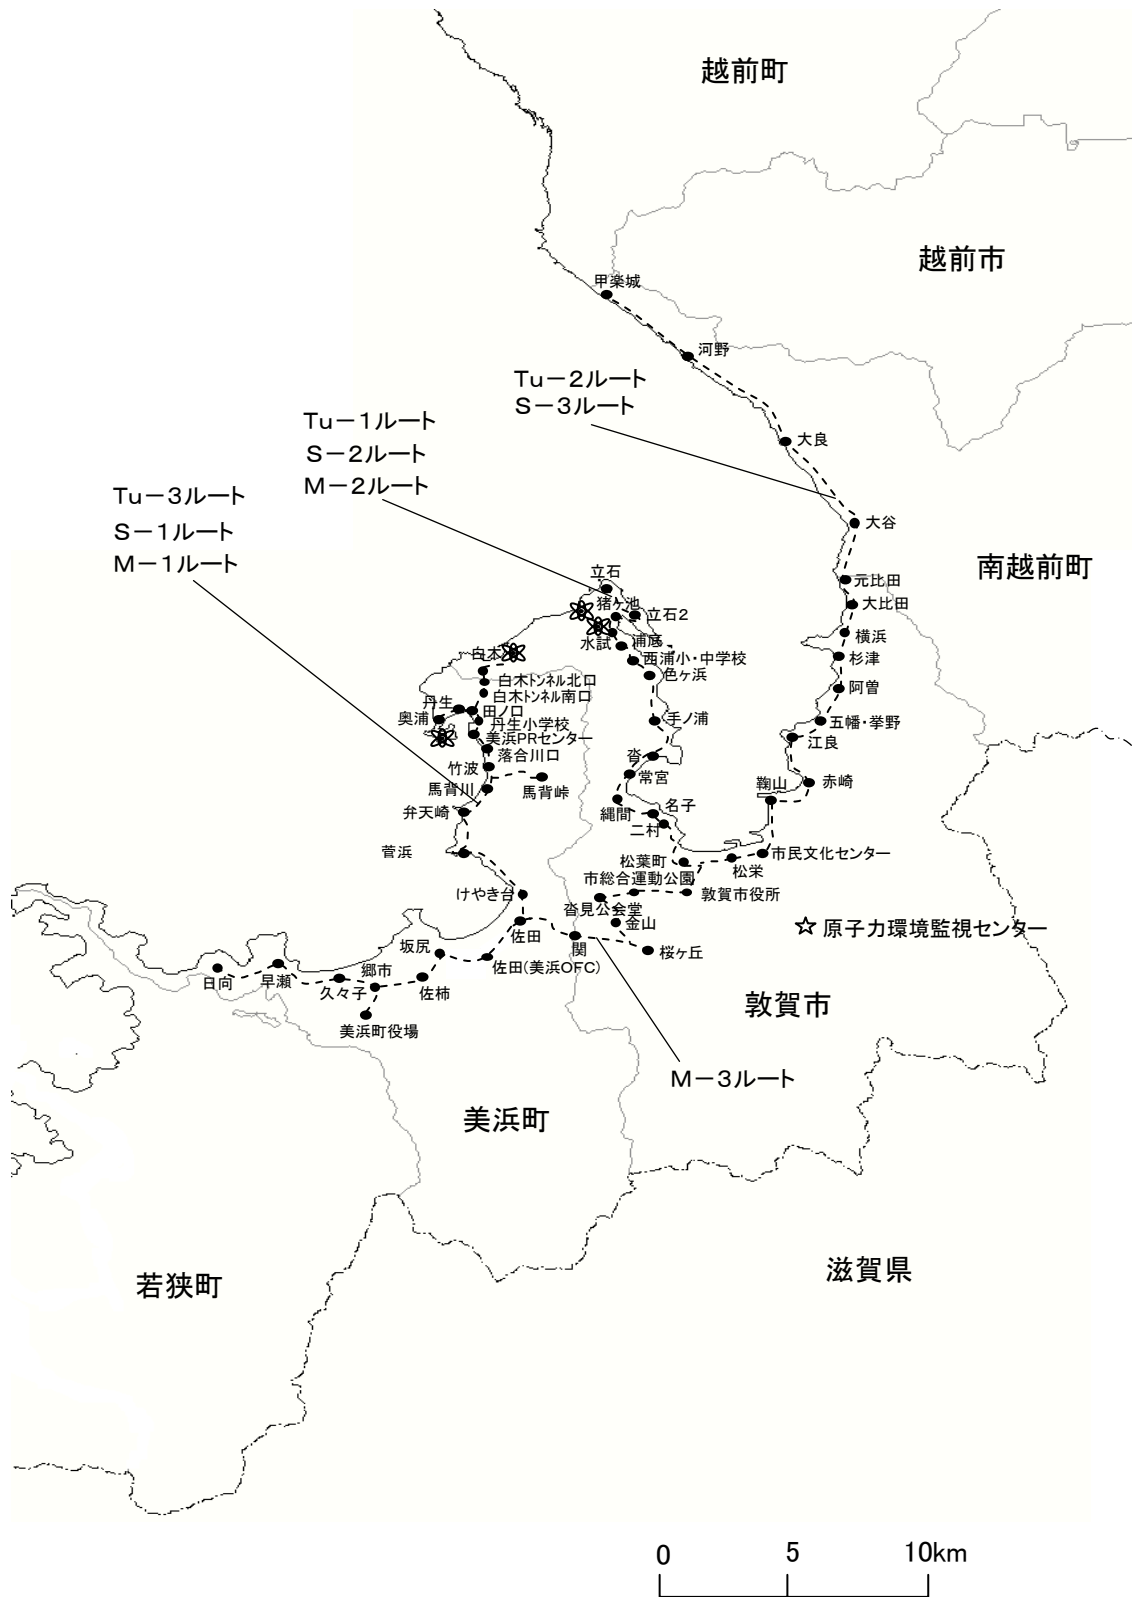 越前町
越前市
甲楽城
河野
Tu-2ルート
S-3ルート
Tu-1ルート
S-2ルート
M-2ルート
大良
Tu-3ルート
S-1ルート
M-1ルート
大谷
南越前町
立石
元比田
猪ヶ池
大比田
立石2
横浜
水試
浦底
白木
西浦小・中学校
杉津
色ヶ浜
白木トンネル北口
白木トンネル南口
阿曽
丹生
田ノ口
奥浦
丹生小学校
手ノ浦
五幡・挙野
美浜PRセンター
江良
落合川口
沓
竹波
常宮
赤崎
馬背川
馬背峠
鞠山
弁天崎
縄間
名子
二村
菅浜
松葉町
松栄
市民文化センター
市総合運動公園
けやき台
敦賀市役所
沓見公会堂
佐田
金山
☆原子力環境監視センター
関
坂尻
佐田(美浜OFC)
桜ヶ丘
日向
早瀬
久々子
郷市
佐柿
敦賀市
美浜町役場
M-3ルート
美浜町
若狭町
滋賀県
0 5 10km